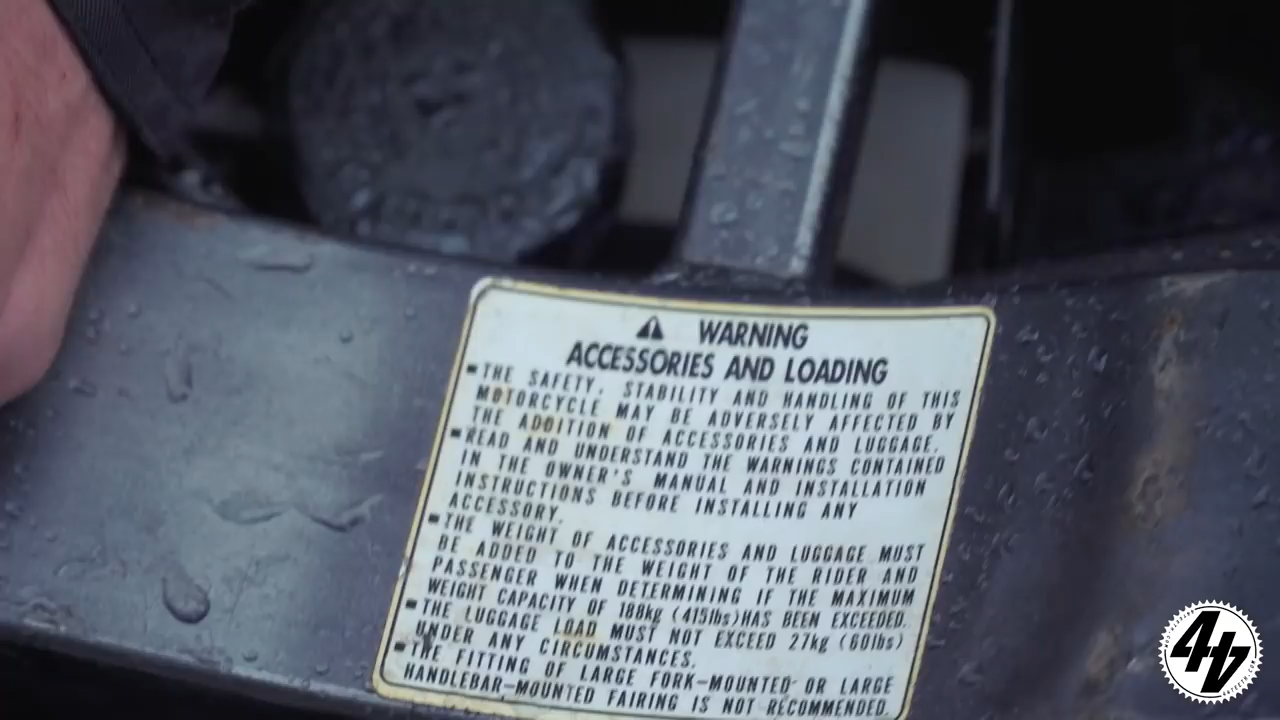 WARNING
ACCESSORIES AND LOADING
▪THE SAFETY, STABILITY AND HANDLING OF THIS
MOTORCYCLE MAY BE ADVERSELY AFFECTED BY
THE ADDITION OF ACCESSORIES AND LUGGAGE.
▪READ AND UNDERSTAND THE WARNINGS CONTAINED
IN THE OWNER'S MANUAL AND INSTALLATION
INSTRUCTIONS BEFORE INSTALLING ANY
ACCESSORY.
▪THE WEIGHT OF ACCESSORIES AND LUGGAGE MUST
BE ADDED TO THE WEIGHT OF THE RIDER AND
PASSENGER WHEN DETERMINING IF THE MAXIMUM
WEIGHT CAPACITY OF 188kg (415lbs)HAS BEEN EXCEEDED.
▪THE LUGGAGE LOAD MUST NOT EXCEED 27kg (60lbs)
UNDER ANY CIRCUMSTANCES.
▪THE FITTING OF LARGE FORK-MOUNTED OR LARGE
HANDLEBAR-MOUNTED FAIRING IS NOT RECOMMENDED.
4H7